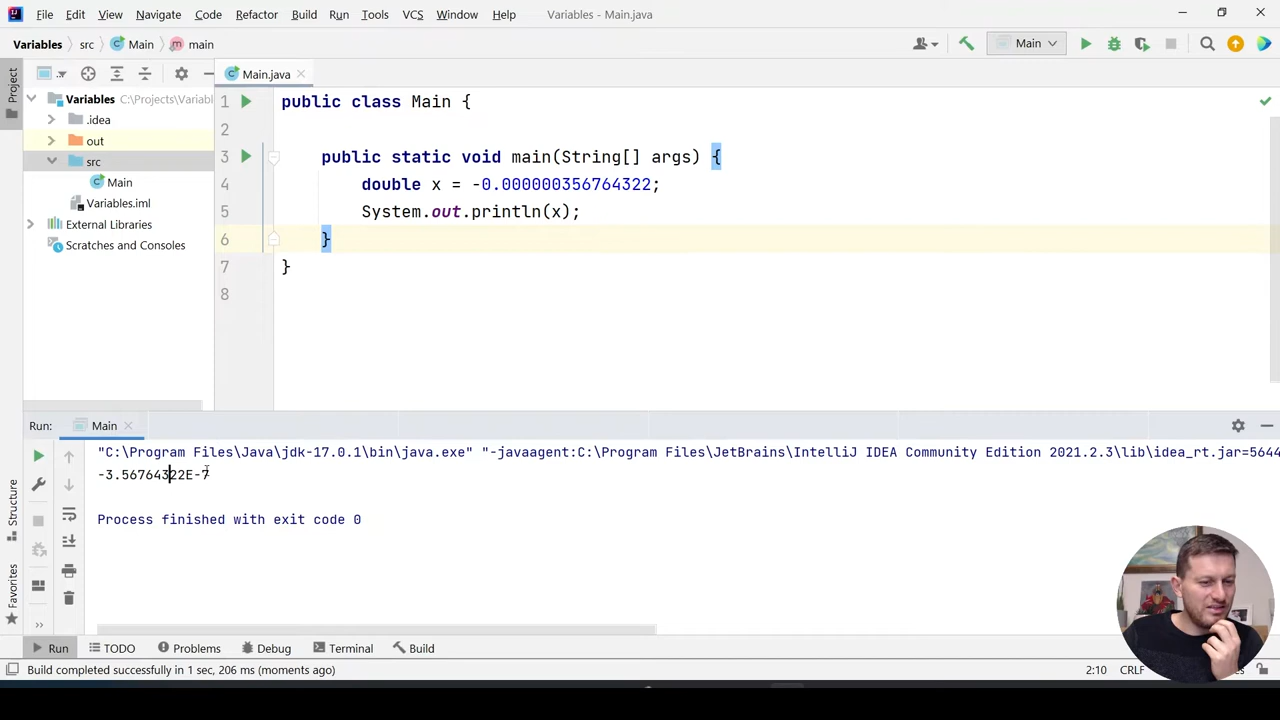 File Edit View Navigate Code Refactor Build Run Tools VCS Window Help Variables - Main.java
Variables src Main main Main
Project
Variables C:\Projects\Variabl
.idea
out
src
Main
Variables.iml
External Libraries
Scratches and Consoles
Main.java
1 public class Main {
2
3 public static void main(String[] args) {
4 double x = -0.000000356764322;
5 System.out.println(x);
6 }
7 }
8
Run: Main
"C:\Program Files\Java\jdk-17.0.1\bin\java.exe" "-javaagent:C:\Program Files\JetBrains\IntelliJ IDEA Community Edition 2021.2.3\lib\idea_rt.jar=5644
-3.56764322E-7
Process finished with exit code 0
Structure
Favorites
Run TODO Problems Debug Terminal Build
Build completed successfully in 1 sec, 206 ms (moments ago) 2:10 CRLF